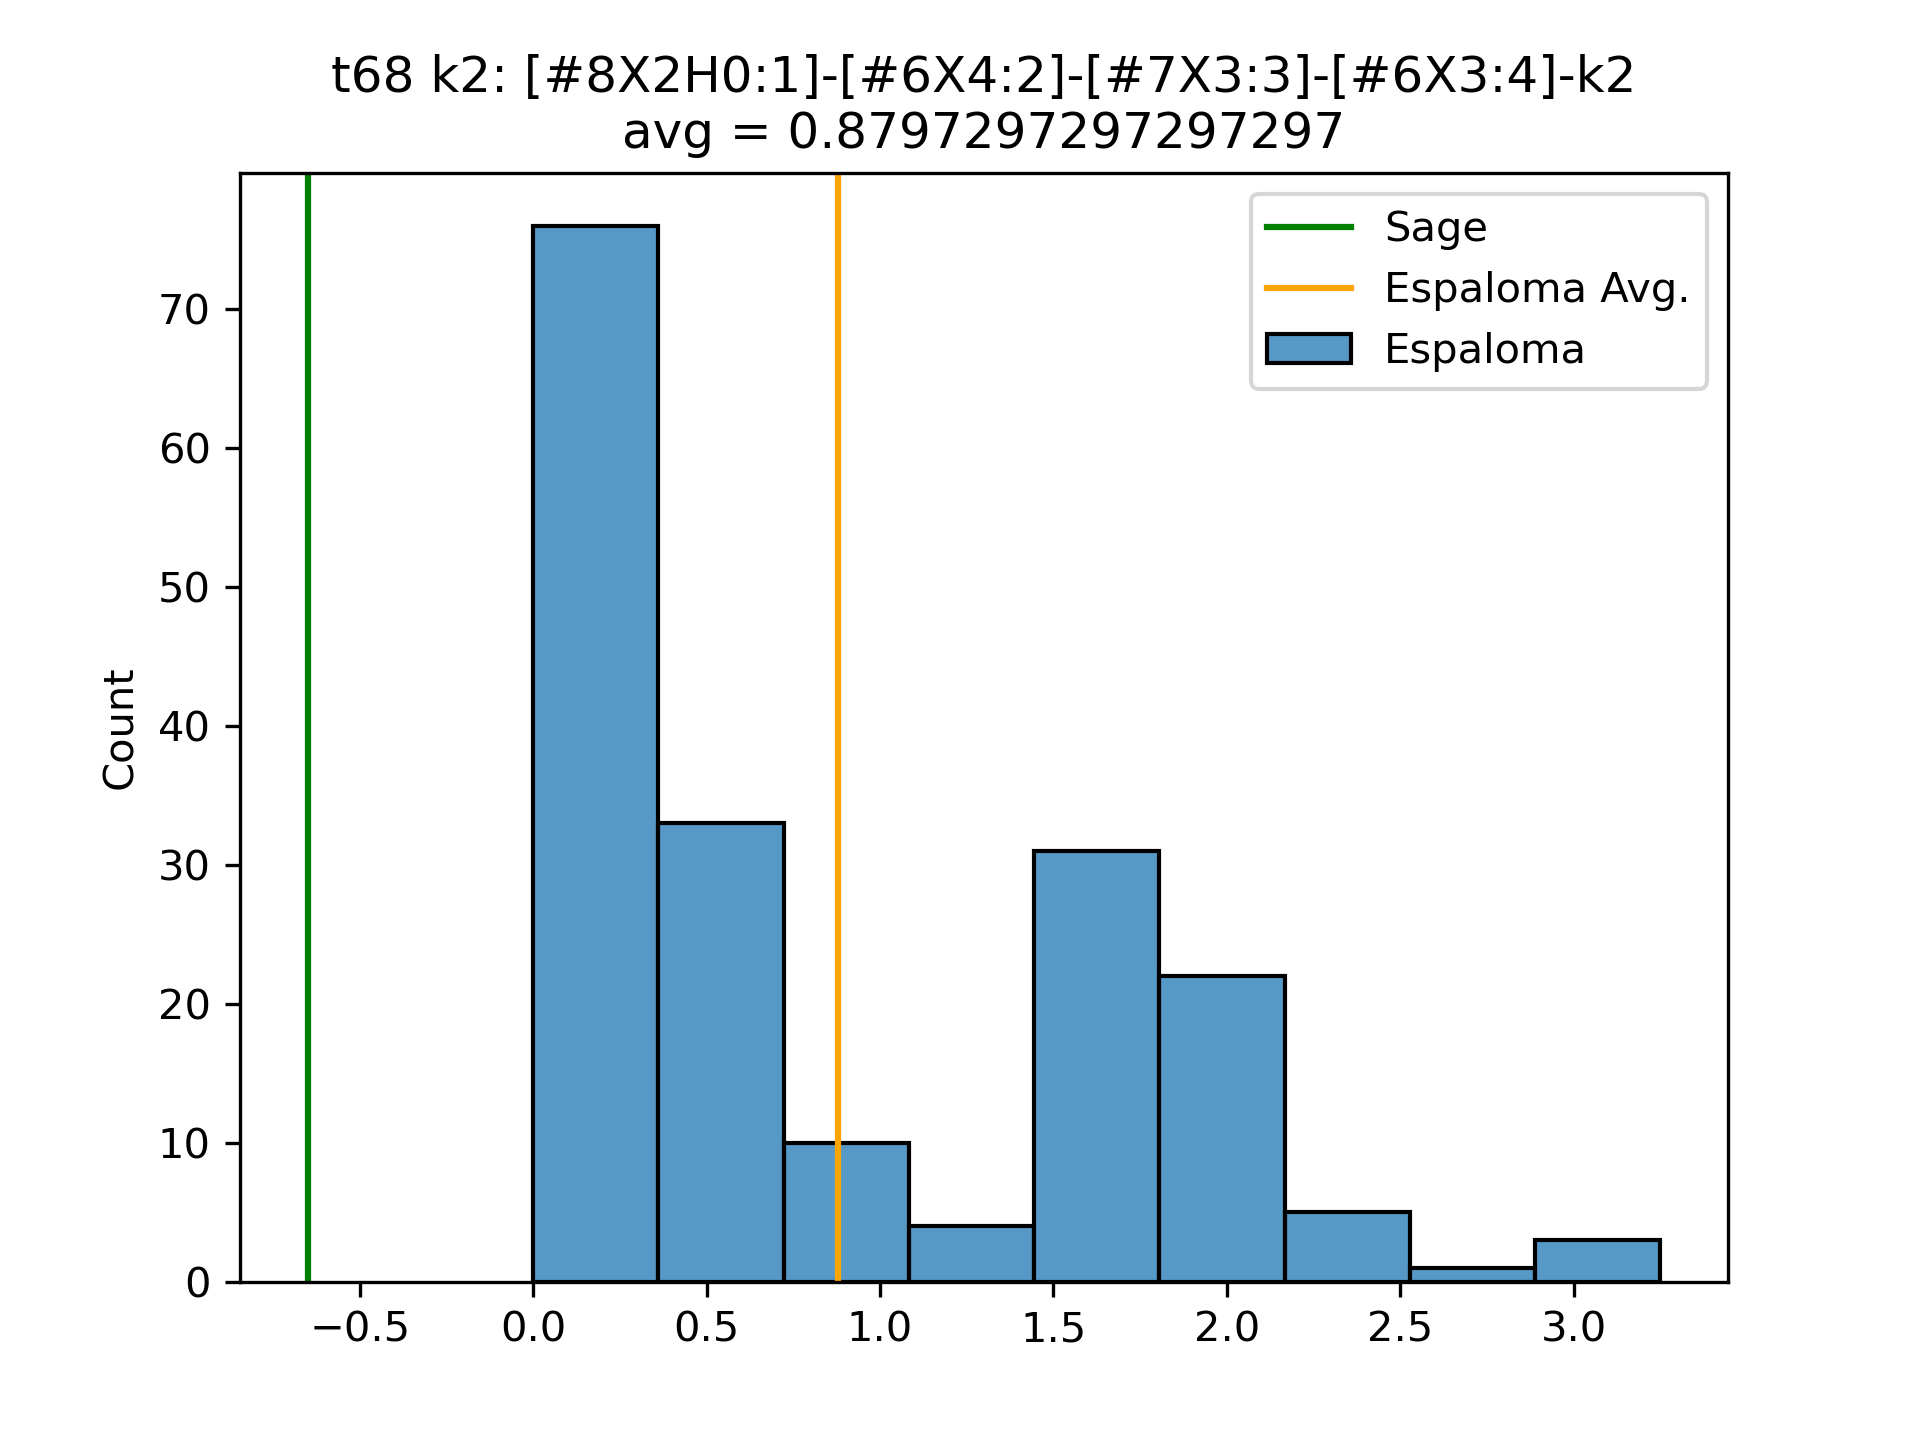 t68 k2: [#8X2H0:1]-[#6X4:2]-[#7X3:3]-[#6X3:4]-k2
avg = 0.8797297297297297
Sage
Espaloma Avg.
Espaloma
Count
70
60
50
40
30
20
10
0
−0.5 0.0 0.5 1.0 1.5 2.0 2.5 3.0